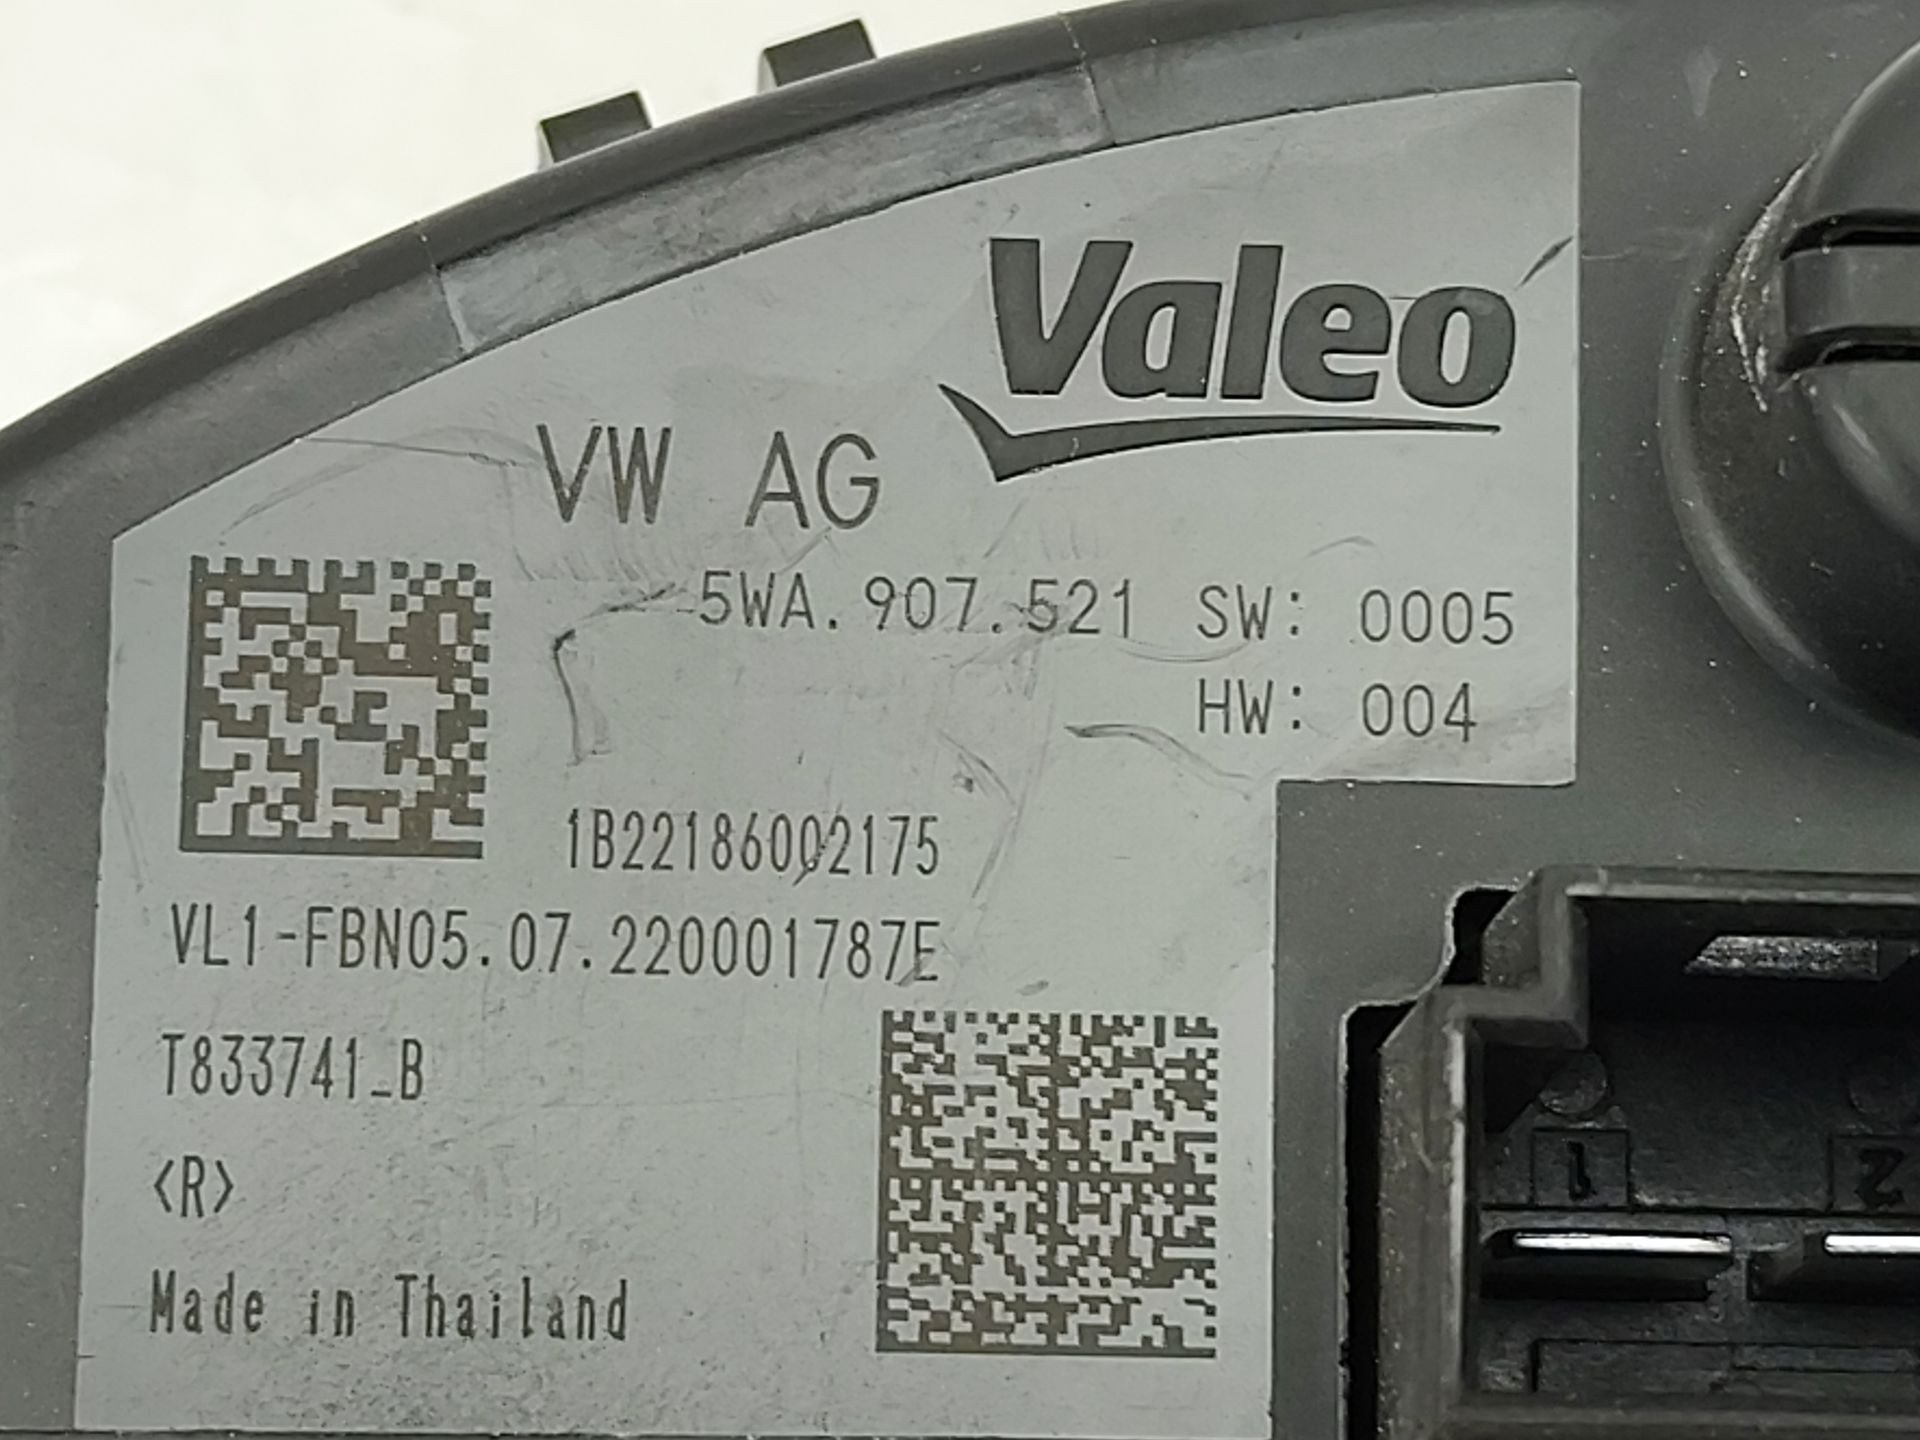 Valeo
VW AG
5WA.907.521 SW: 0005
HW: 004
1B22186002175
VL1-FBN05.07.220001787E
T833741_B
<R>
Made in Thailand
1 2